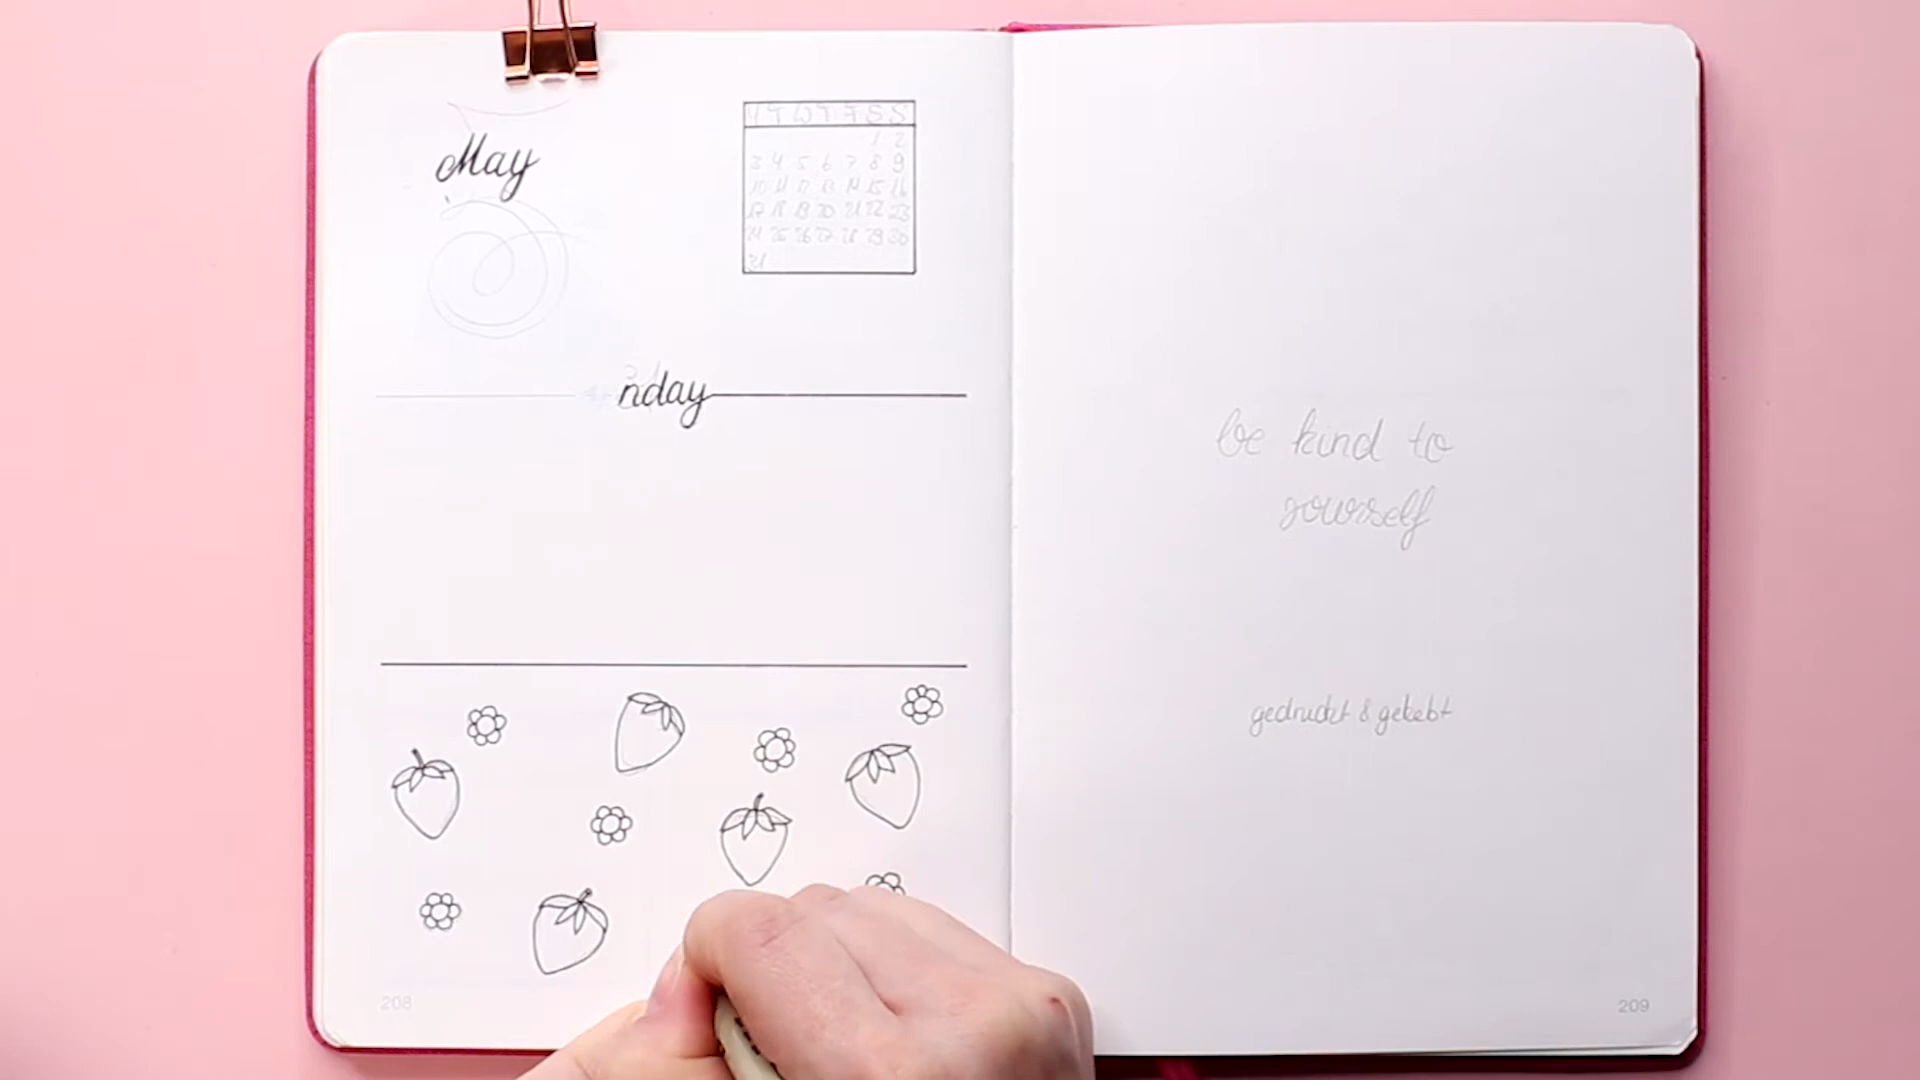 May
M T W T F S S
1 2
3 4 5 6 7 8 9
10 11 12 13 14 15 16
17 18 19 20 21 22 23
24 25 26 27 28 29 30
31
nday
be kind to
yourself
gedruckt & geliebt
208
209